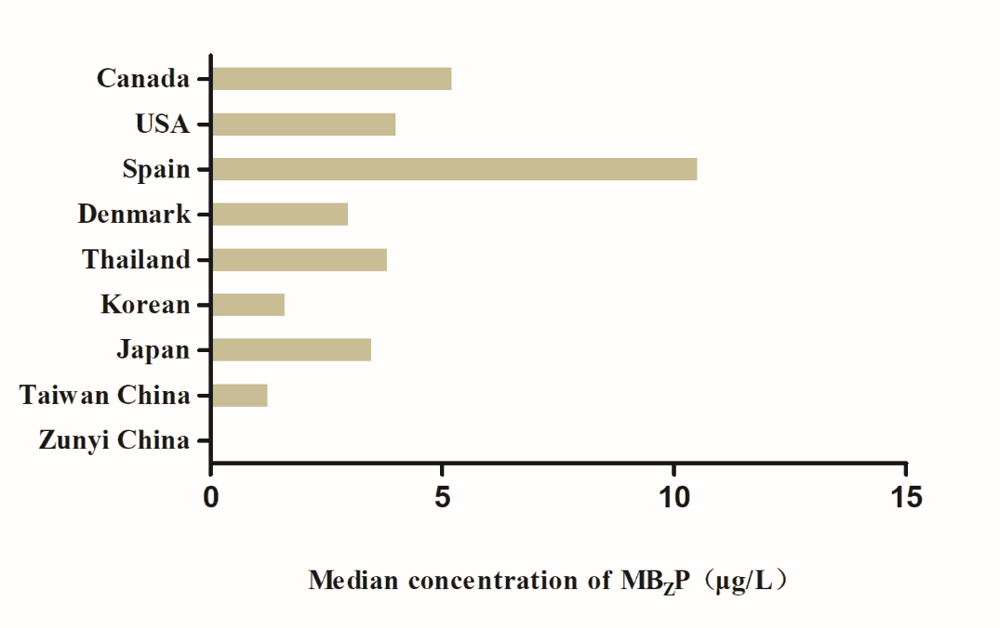 Canada
USA
Spain
Denmark
Thailand
Korean
Japan
Taiwan China
Zunyi China
0 5 10 15
Median concentration of MBZP（μg/L）